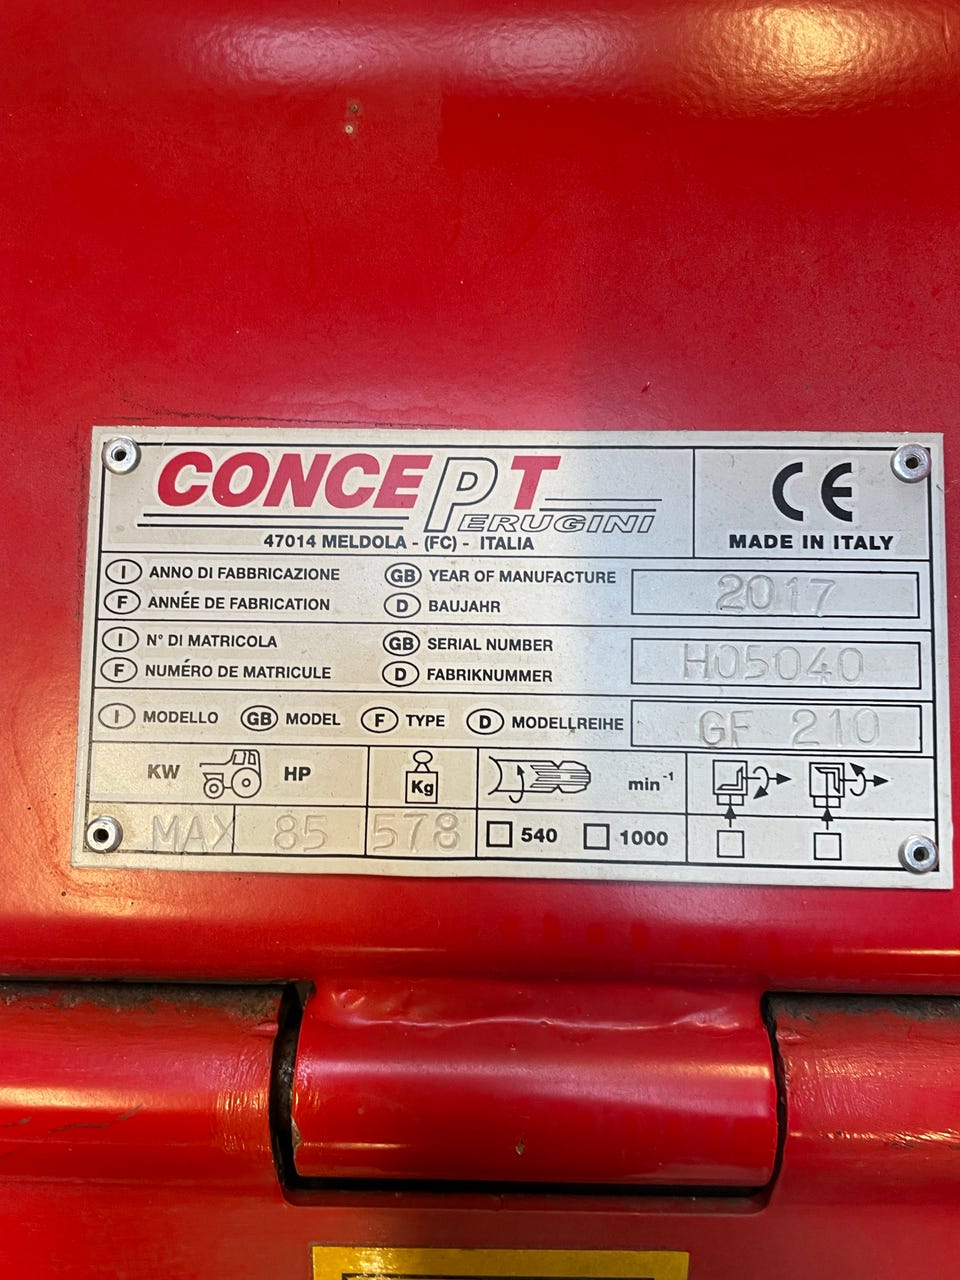 CONCEPT
PERUGINI
47014 MELDOLA - (FC) - ITALIA
CE
MADE IN ITALY
I ANNO DI FABBRICAZIONE GB YEAR OF MANUFACTURE 2017
F ANNÉE DE FABRICATION D BAUJAHR
I N° DI MATRICOLA GB SERIAL NUMBER H05040
F NUMÉRO DE MATRICULE D FABRIKNUMMER
I MODELLO GB MODEL F TYPE D MODELLREIHE GF 210
KW HP Kg min-1
MAX 85 578 540 1000